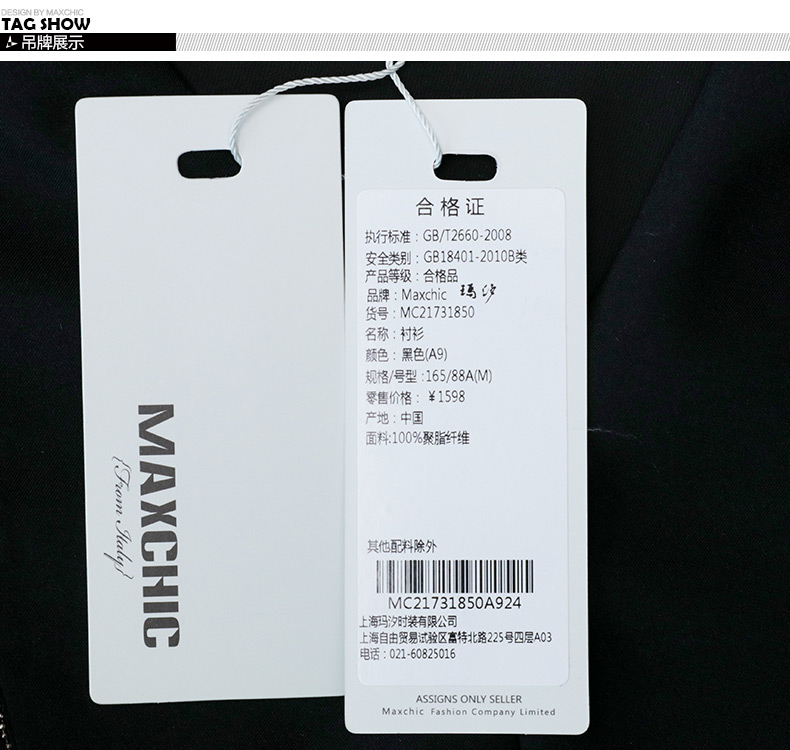 DESIGN BY MAXCHIC
TAG SHOW
吊牌展示
MAXCHIC
{From Italy}
合格证
执行标准：GB/T2660-2008
安全类别：GB18401-2010B类
产品等级：合格品
品牌：Maxchic 玛汐
货号：MC21731850
名称：衬衫
颜色：黑色(A9)
规格/号型：165/88A(M)
零售价格：￥1598
产地：中国
面料:100%聚脂纤维
其他配料除外
MC21731850A924
上海玛汐时装有限公司
上海自由贸易试验区富特北路225号四层A03
电话：021-60825016
ASSIGNS ONLY SELLER
Maxchic Fashion Company Limited